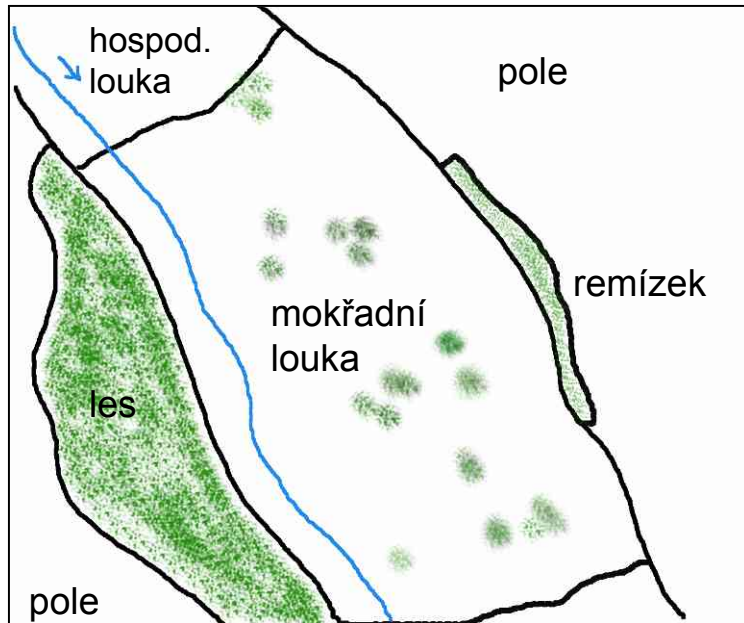 hospod.
louka
pole
remízek
mokřadní
louka
les
pole